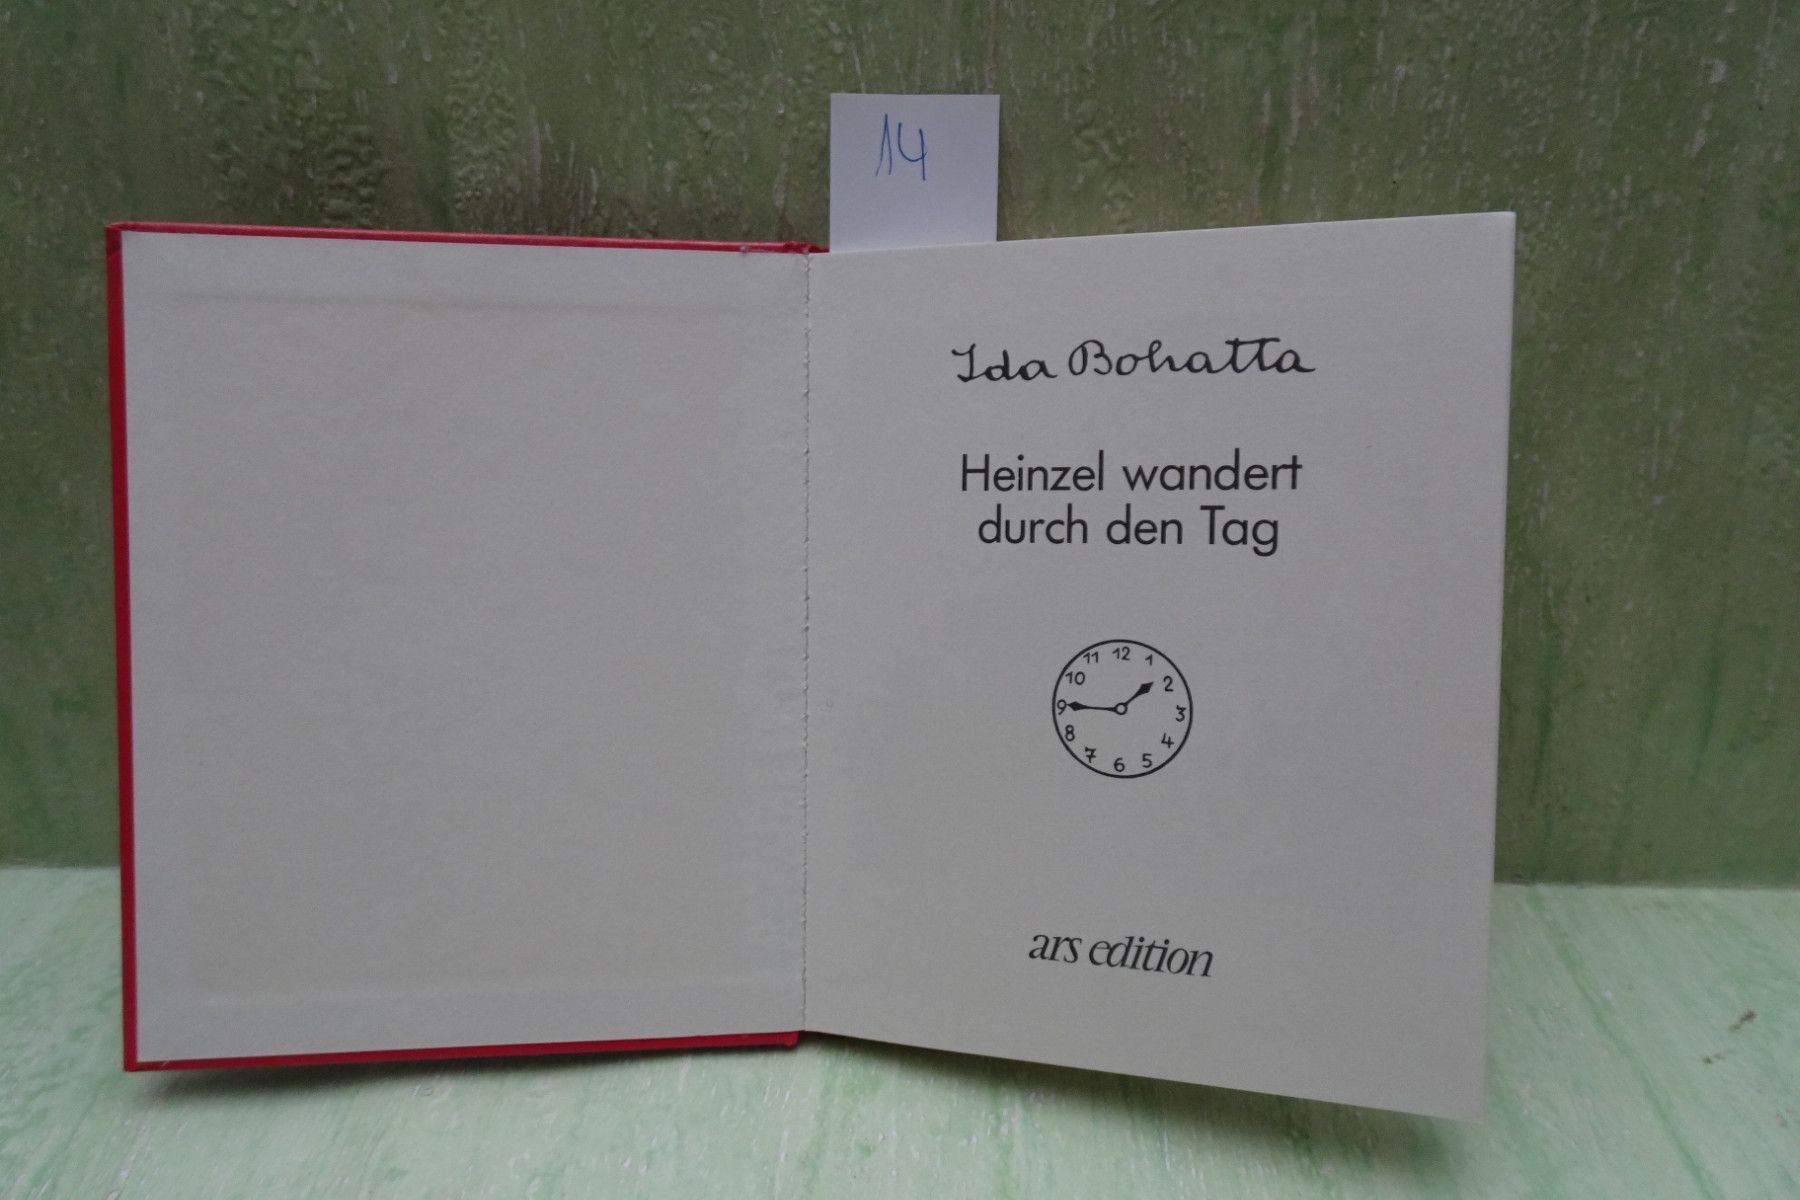 14
Ida Bohatta
Heinzel wandert
durch den Tag
11 12 1
10 2
9 3
8 4
7 6 5
ars edition